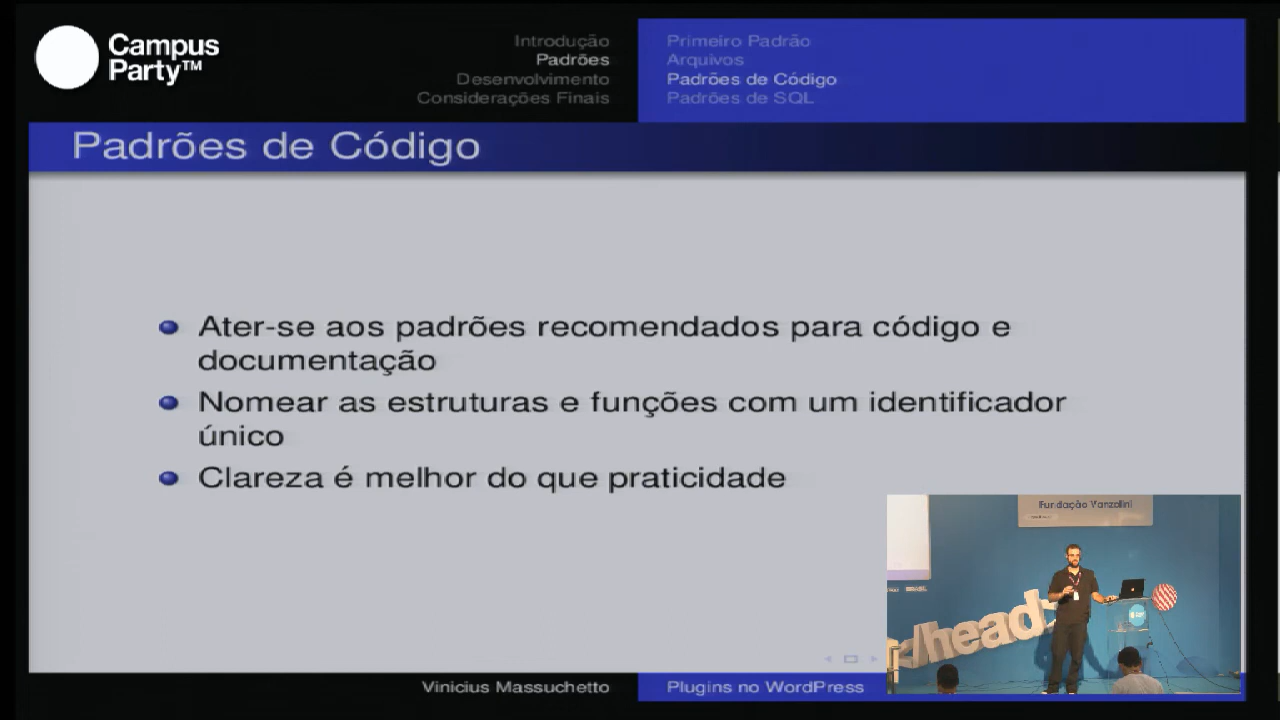 Campus
Party™
Introdução
Padrões
Desenvolvimento
Considerações Finais
Primeiro Padrão
Arquivos
Padrões de Código
Padrões de SQL
Padrões de Código
Ater-se aos padrões recomendados para código e
documentação
Nomear as estruturas e funções com um identificador
único
Clareza é melhor do que praticidade
Fundação Vanzolini
/head>
Vinicius Massuchetto
Plugins no WordPress